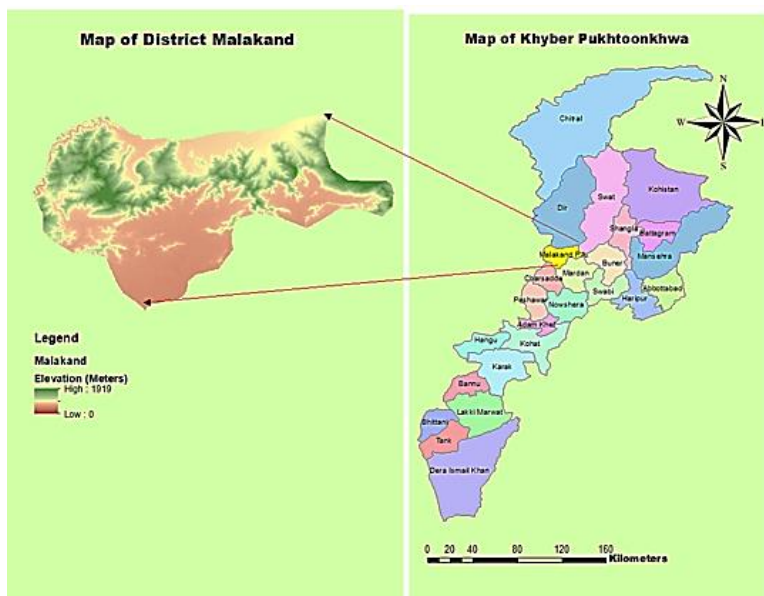 Map of District Malakand
Legend
Malakand
Elevation (Meters)
High : 1919
Low : 0
Map of Khyber Pukhtoonkhwa
N
W
E
S
Chitral
Kohistan
Swat
Dir
Shangla
Battagram
Mansehra
Malakand P.A.
Buner
Mardan
Charsadda
Abbottabad
Swabi
Haripur
Peshawar
Nowshera
Adam Khel
Hangu
Kohat
Karak
Bannu
Lakki Marwat
Bhittani
Tank
Dera Ismail Khan
0 20 40 80 120 160
Kilometers